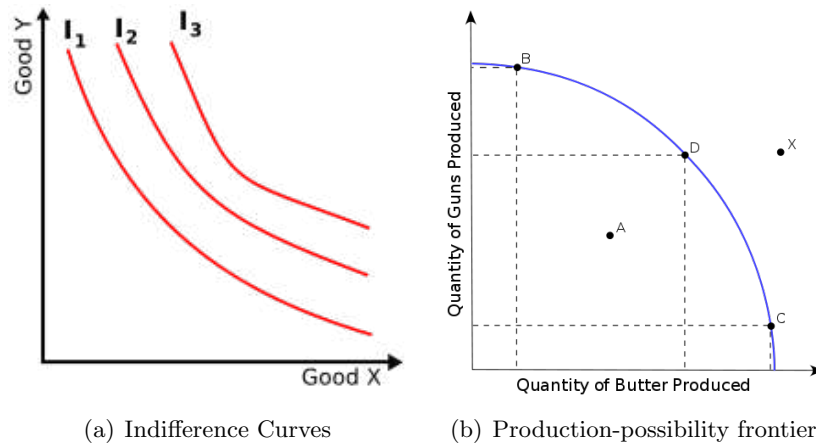 I1
I2
I3
Good Y
Good X
(a) Indifference Curves
B
D
X
A
C
Quantity of Guns Produced
Quantity of Butter Produced
(b) Production-possibility frontier